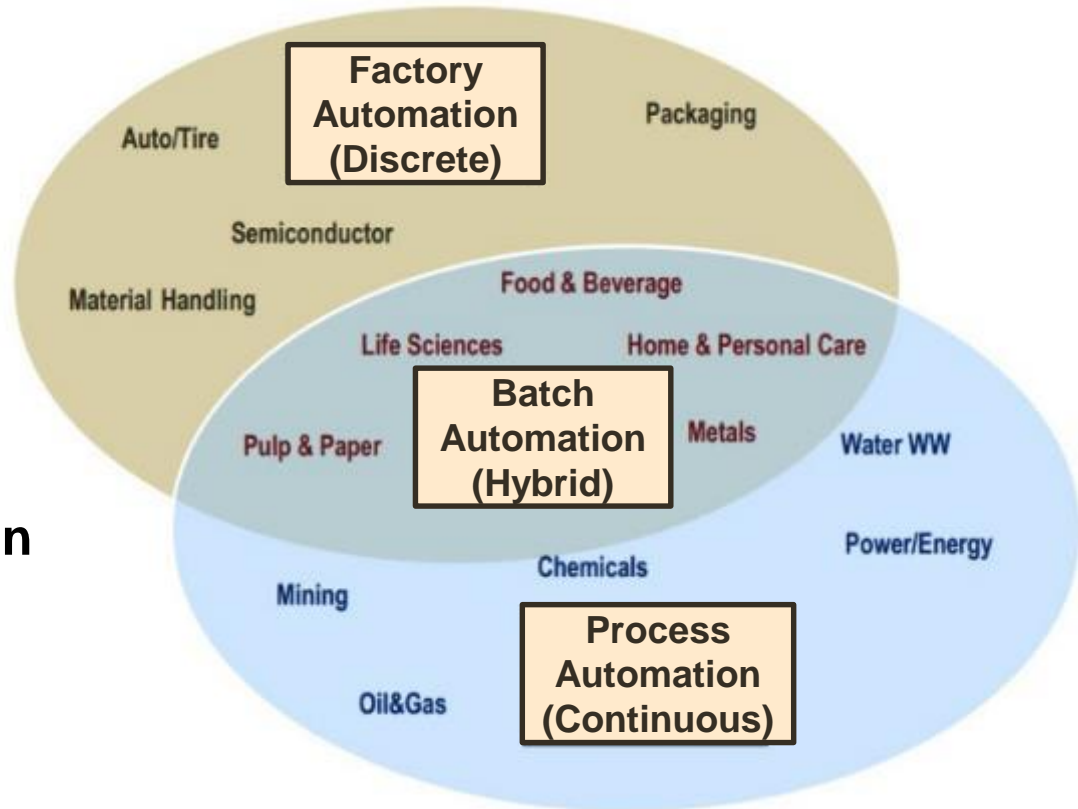 Factory
Automation
(Discrete)
Packaging
Auto/Tire
Semiconductor
Material Handling
Food & Beverage
Life Sciences
Home & Personal Care
Batch
Automation
(Hybrid)
Pulp & Paper
Metals
Water WW
n
Power/Energy
Chemicals
Mining
Process
Automation
(Continuous)
Oil&Gas